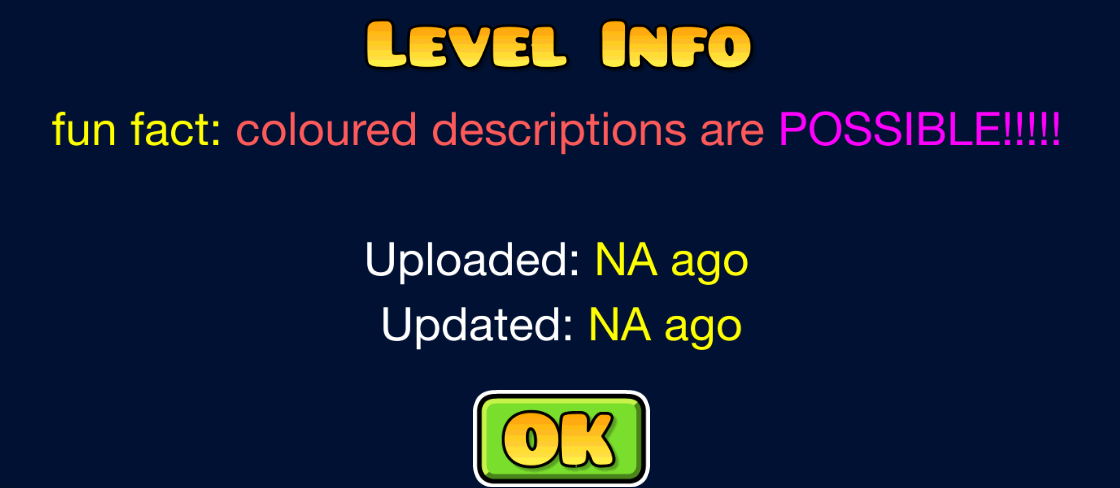 Level Info
fun fact: coloured descriptions are POSSIBLE!!!!!
Uploaded: NA ago
Updated: NA ago
OK